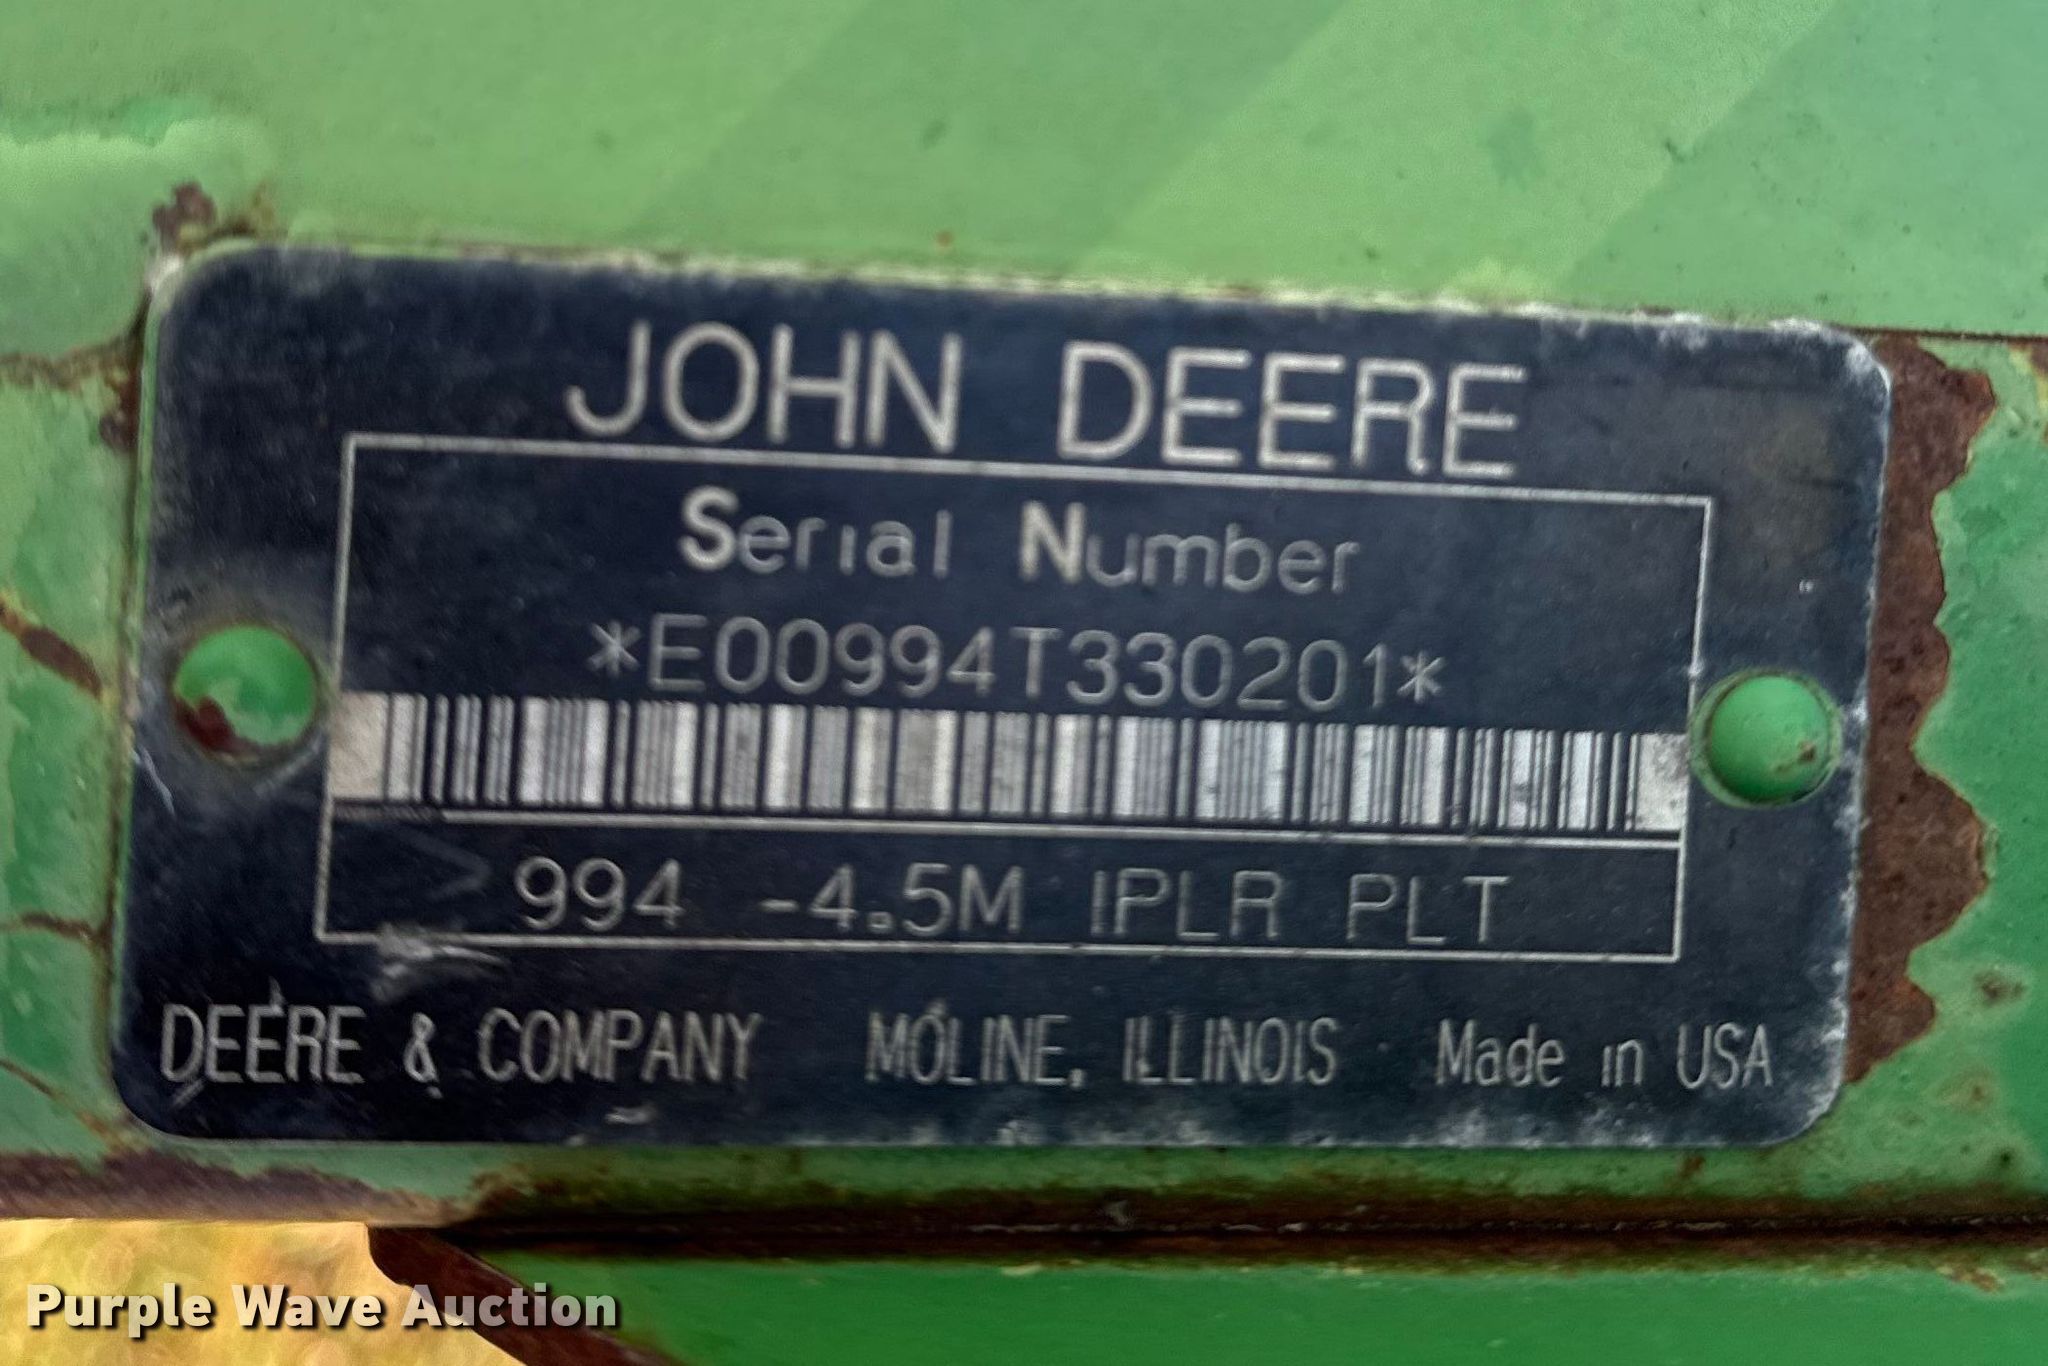 JOHN DEERE
Serial Number
*E00994T330201*
994 -4.5M IPLR PLT
DEERE & COMPANY MOLINE, ILLINOIS Made in USA
Purple Wave Auction